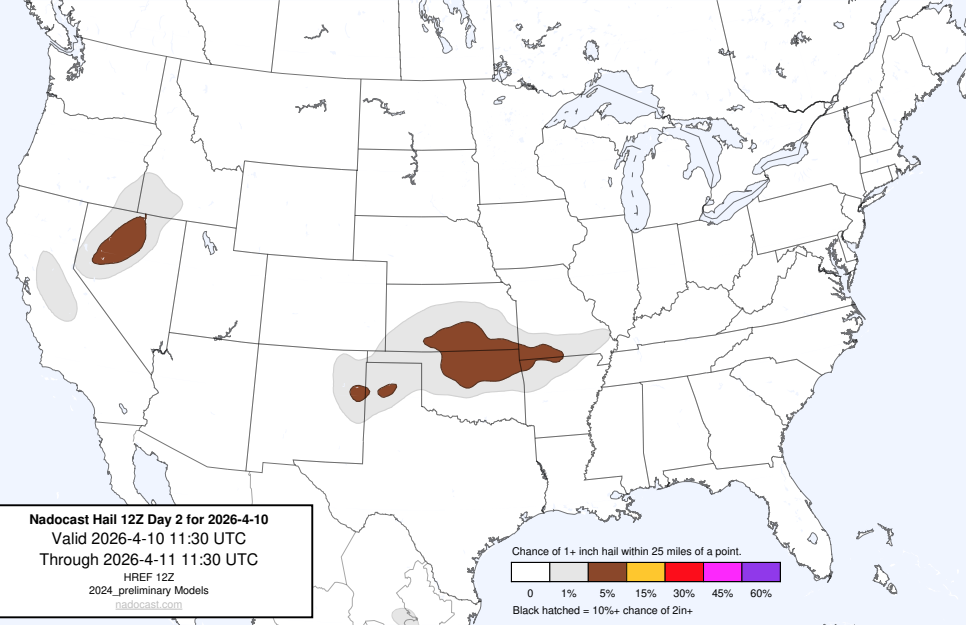 Nadocast Hail 12Z Day 2 for 2026-4-10
Valid 2026-4-10 11:30 UTC
Through 2026-4-11 11:30 UTC
HREF 12Z
2024_preliminary Models
nadocast.com
Chance of 1+ inch hail within 25 miles of a point.
0 1% 5% 15% 30% 45% 60%
Black hatched = 10%+ chance of 2in+